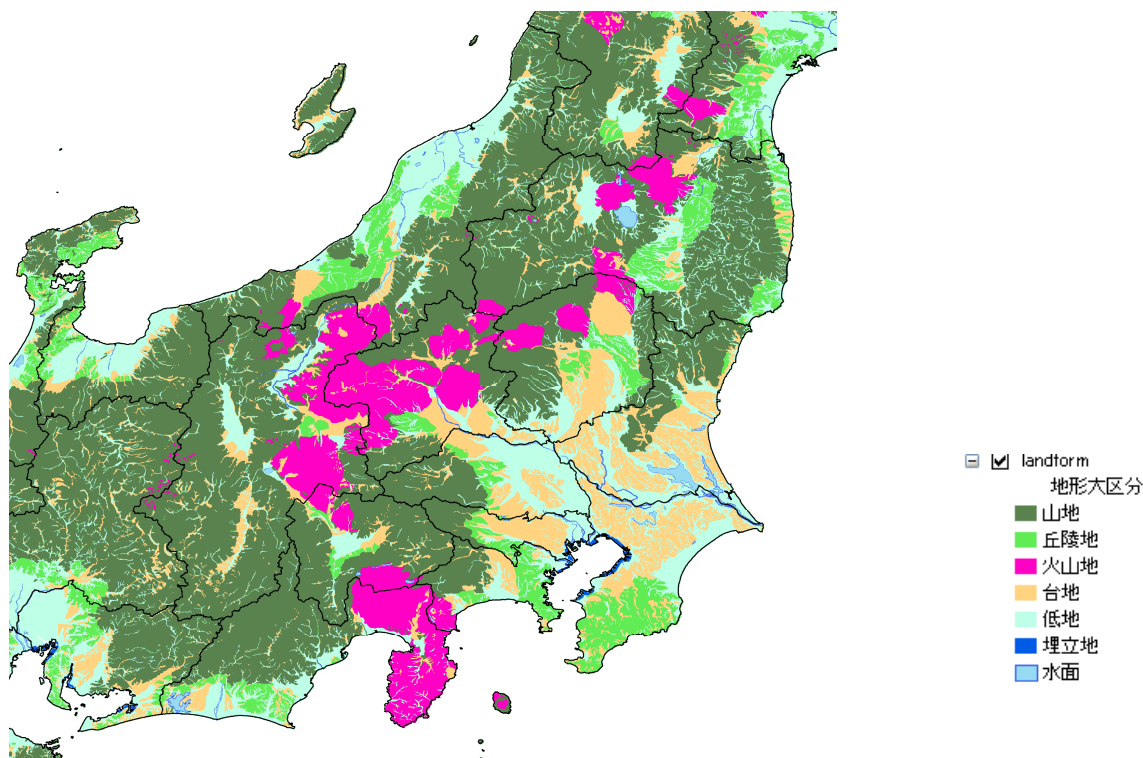 landform
地形大区分
山地
丘陵地
火山地
台地
低地
埋立地
水面